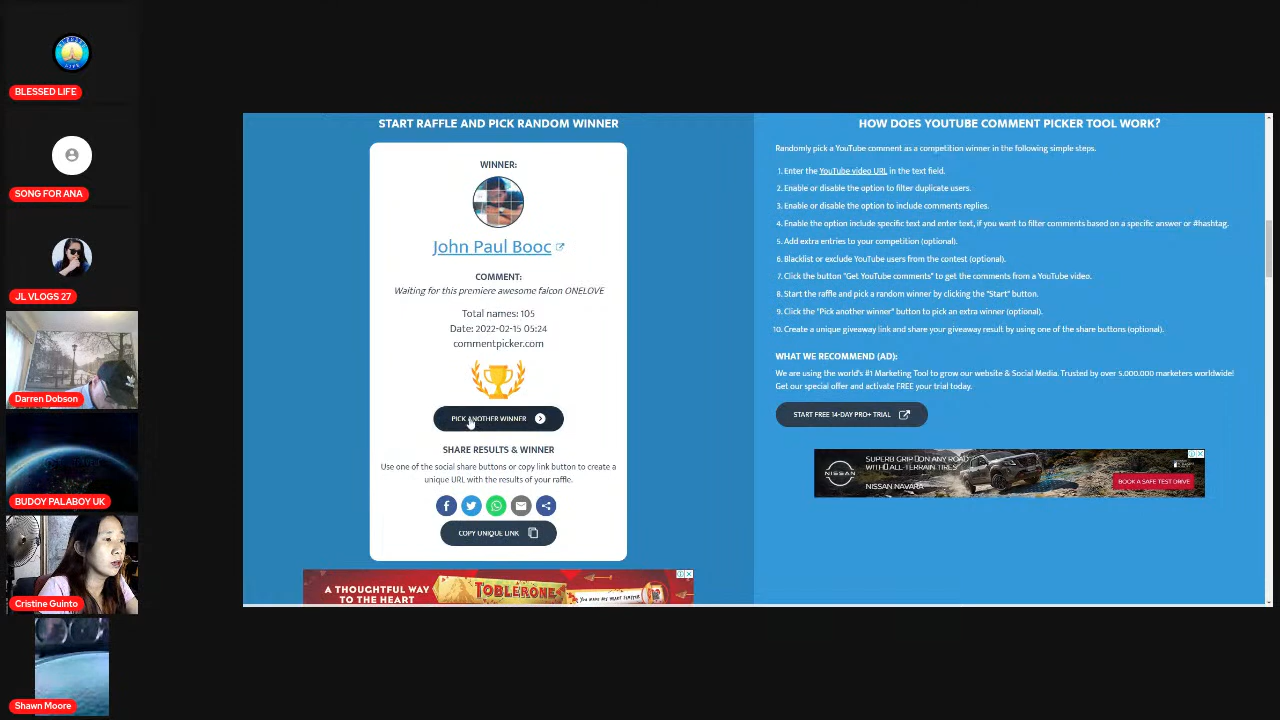 BLESSED LIFE
SONG FOR ANA
JL VLOGS 27
Darren Dobson
BUDOY PALABOY UK
Cristine Guinto
Shawn Moore
START RAFFLE AND PICK RANDOM WINNER
WINNER:
John Paul Booc
COMMENT:
Waiting for this premiere awesome falcon ONELOVE
Total names: 105
Date: 2022-02-15 05:24
commentpicker.com
PICK ANOTHER WINNER
SHARE RESULTS & WINNER
Use one of the social share buttons or copy link button to create a
unique URL with the results of your raffle.
COPY UNIQUE LINK
A THOUGHTFUL WAY
TO THE HEART
TOBLERONE
HOW DOES YOUTUBE COMMENT PICKER TOOL WORK?
Randomly pick a YouTube comment as a competition winner in the following simple steps.
1. Enter the YouTube video URL in the text field.
2. Enable or disable the option to filter duplicate users.
3. Enable or disable the option to include comments replies.
4. Enable the option include specific text and enter text, if you want to filter comments based on a specific answer or #hashtag.
5. Add extra entries to your competition (optional).
6. Blacklist or exclude YouTube users from the contest (optional).
7. Click the button "Get YouTube comments" to get the comments from a YouTube video.
8. Start the raffle and pick a random winner by clicking the "Start" button.
9. Click the "Pick another winner" button to pick an extra winner (optional).
10. Create a unique giveaway link and share your giveaway result by using one of the share buttons (optional).
WHAT WE RECOMMEND (AD):
We are using the world's #1 Marketing Tool to grow our website & Social Media. Trusted by over 5.000.000 marketers worldwide!
Get our special offer and activate FREE your trial today.
START FREE 14-DAY PRO+ TRIAL
SUPERB GRIP ON ANY ROAD
WITH ALL-TERRAIN TIRES
NISSAN NAVARA
BOOK A SAFE TEST DRIVE